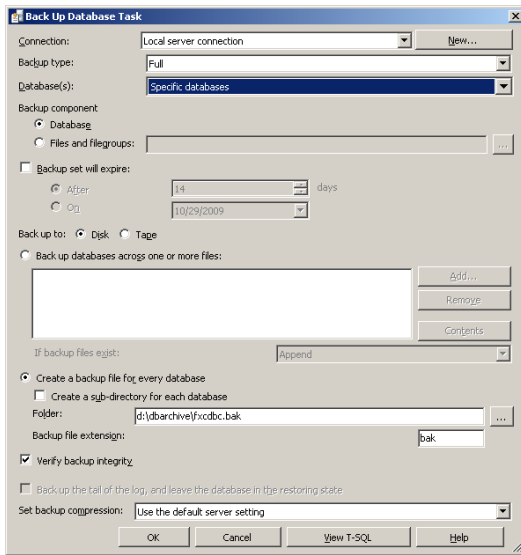 Back Up Database Task
Connection: Local server connection New...
Backup type: Full
Database(s): Specific databases
Backup component
Database
Files and filegroups: ...
Backup set will expire:
After 14 days
On 10/29/2009
Back up to: Disk Tape
Back up databases across one or more files:
Add...
Remove
Contents
If backup files exist: Append
Create a backup file for every database
Create a sub-directory for each database
Folder: d:\dbarchive\fxcdbc.bak ...
Backup file extension: bak
Verify backup integrity
Back up the tail of the log, and leave the database in the restoring state
Set backup compression: Use the default server setting
OK Cancel View T-SQL Help